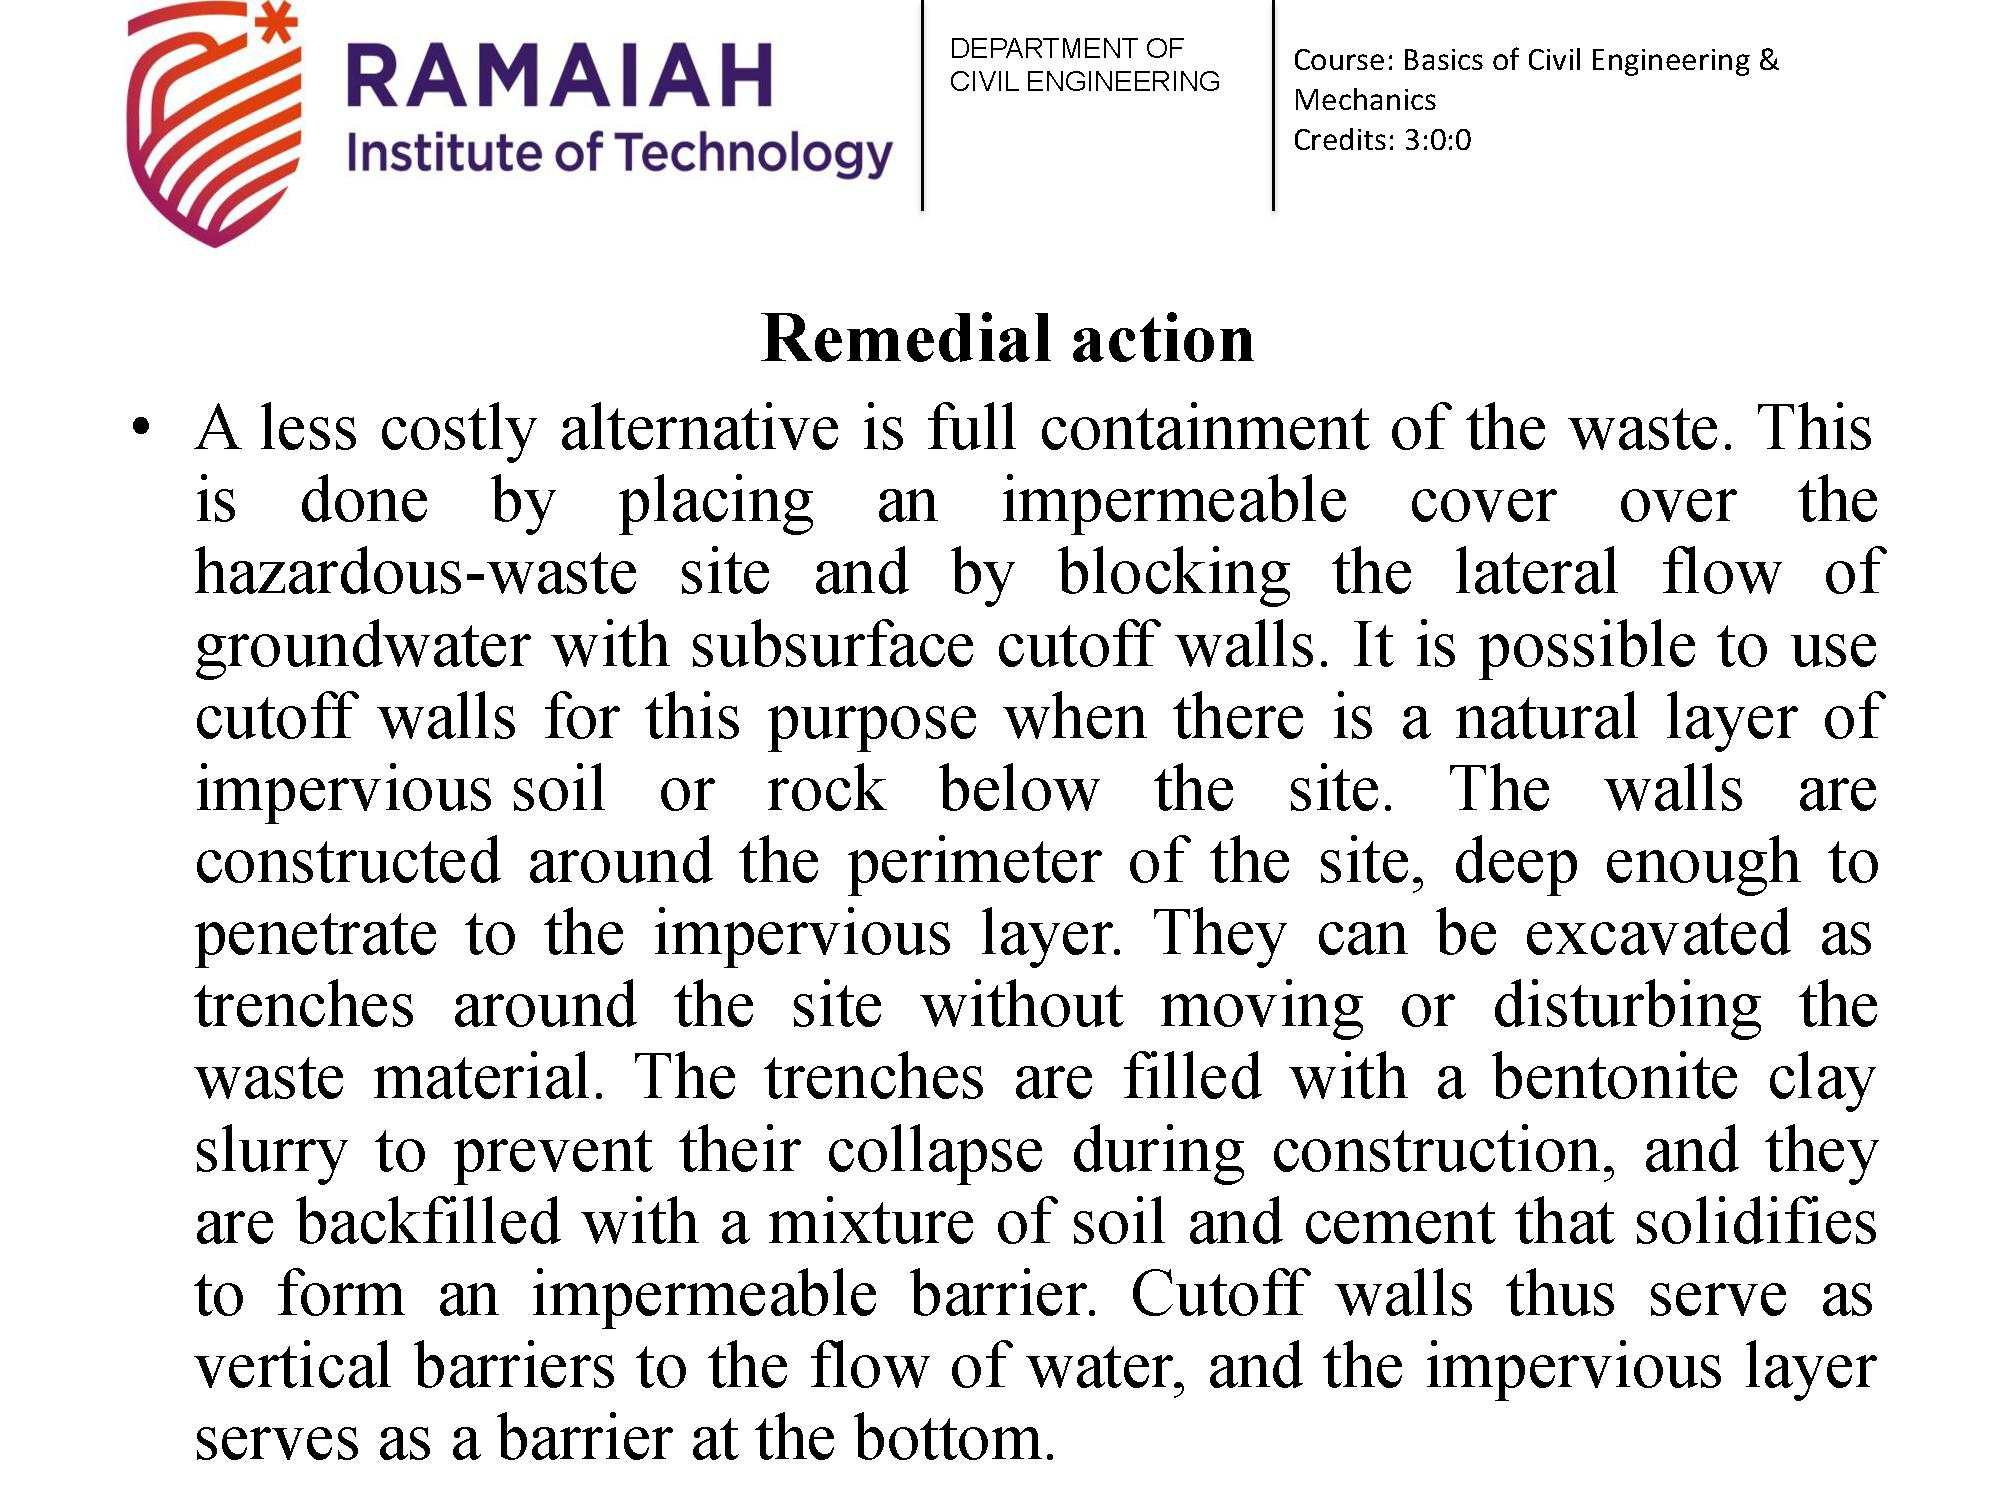 RAMAIAH
Institute of Technology
DEPARTMENT OF
CIVIL ENGINEERING
Course: Basics of Civil Engineering &
Mechanics
Credits: 3:0:0
Remedial action
• A less costly alternative is full containment of the waste. This
is done by placing an impermeable cover over the
hazardous-waste site and by blocking the lateral flow of
groundwater with subsurface cutoff walls. It is possible to use
cutoff walls for this purpose when there is a natural layer of
impervious soil or rock below the site. The walls are
constructed around the perimeter of the site, deep enough to
penetrate to the impervious layer. They can be excavated as
trenches around the site without moving or disturbing the
waste material. The trenches are filled with a bentonite clay
slurry to prevent their collapse during construction, and they
are backfilled with a mixture of soil and cement that solidifies
to form an impermeable barrier. Cutoff walls thus serve as
vertical barriers to the flow of water, and the impervious layer
serves as a barrier at the bottom.